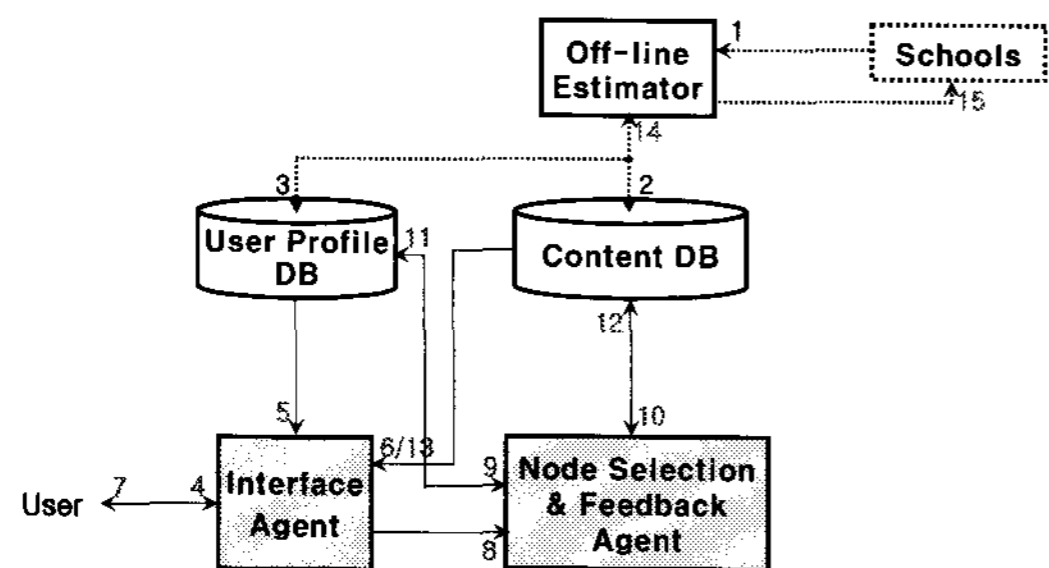 1
Off-line
Estimator
Schools
15
14
3
2
User Profile
DB
11
Content DB
12
5
6/13
10
User
7
4
Interface
Agent
9
8
Node Selection
& Feedback
Agent